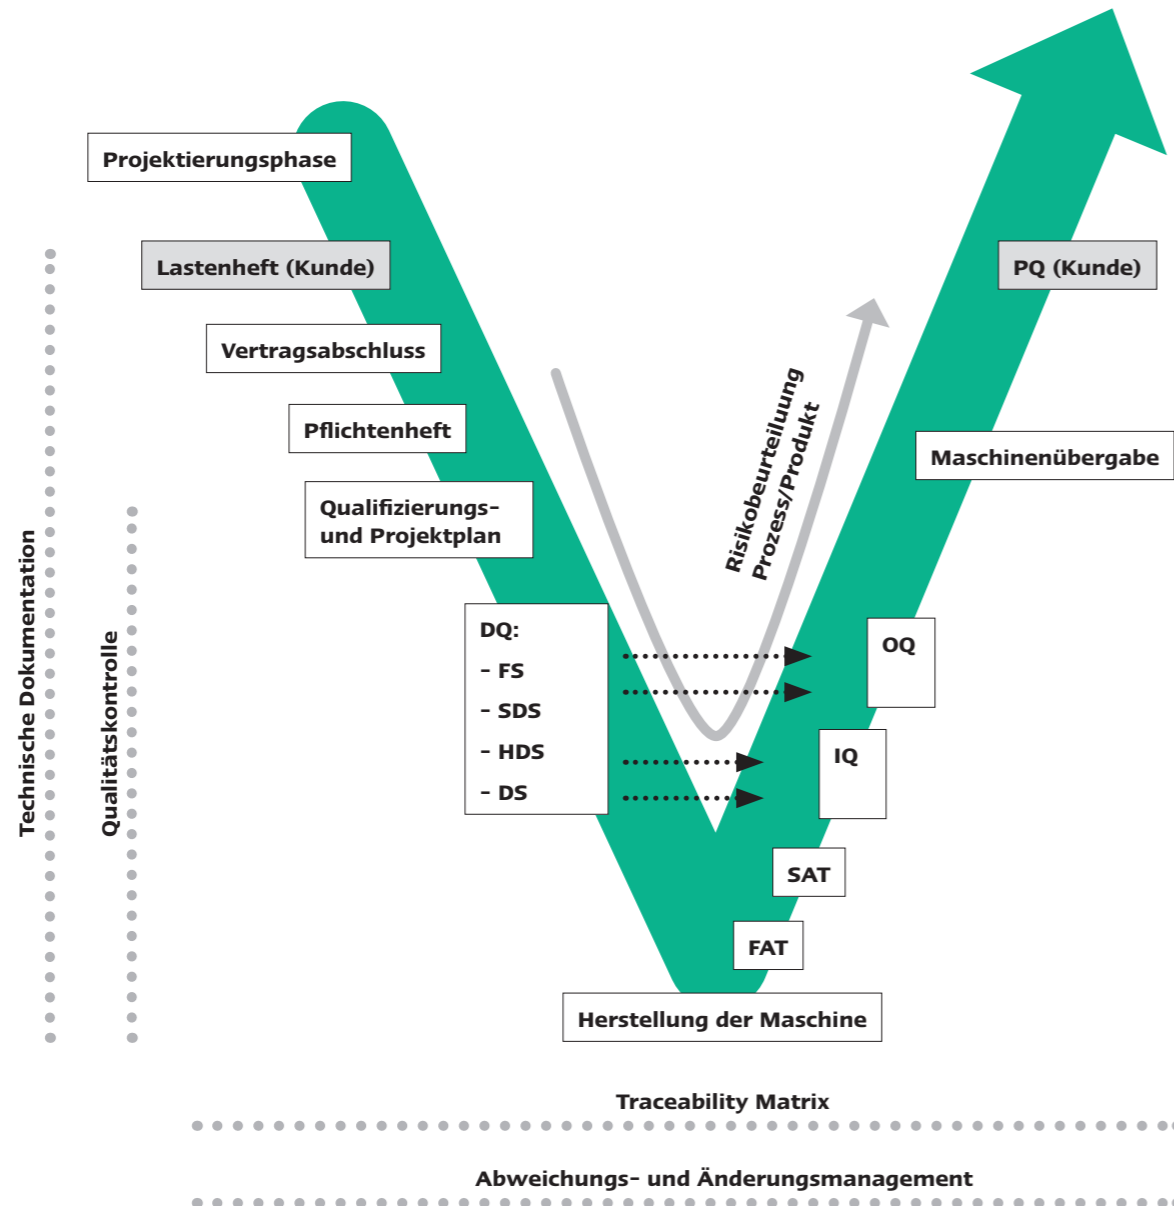 Projektierungsphase
Lastenheft (Kunde)
PQ (Kunde)
Vertragsabschluss
Pflichtenheft
Maschinenübergabe
Qualifizierungs-
und Projektplan
Risikobeurteiluung
Prozess/Produkt
Technische Dokumentation
Qualitätskontrolle
DQ:
- FS
- SDS
- HDS
- DS
OQ
IQ
SAT
FAT
Herstellung der Maschine
Traceability Matrix
Abweichungs- und Änderungsmanagement